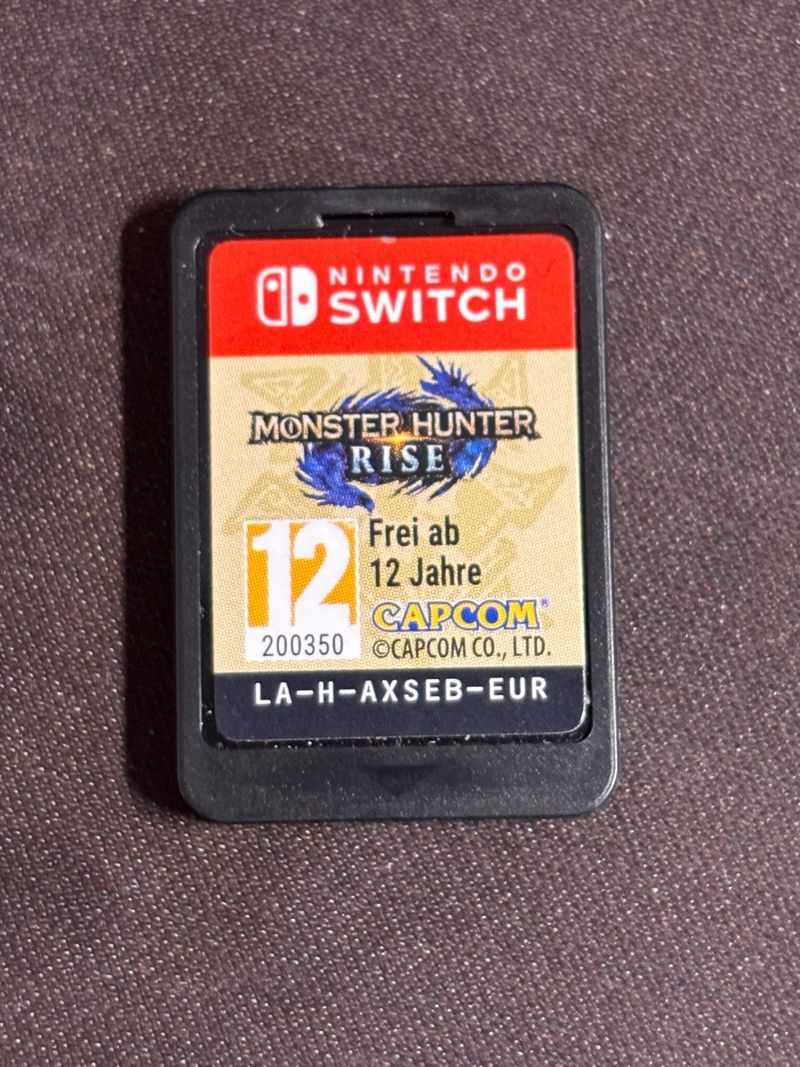 NINTENDO
SWITCH
MONSTER HUNTER
RISE
12
200350
Frei ab
12 Jahre
CAPCOM®
©CAPCOM CO., LTD.
LA-H-AXSEB-EUR